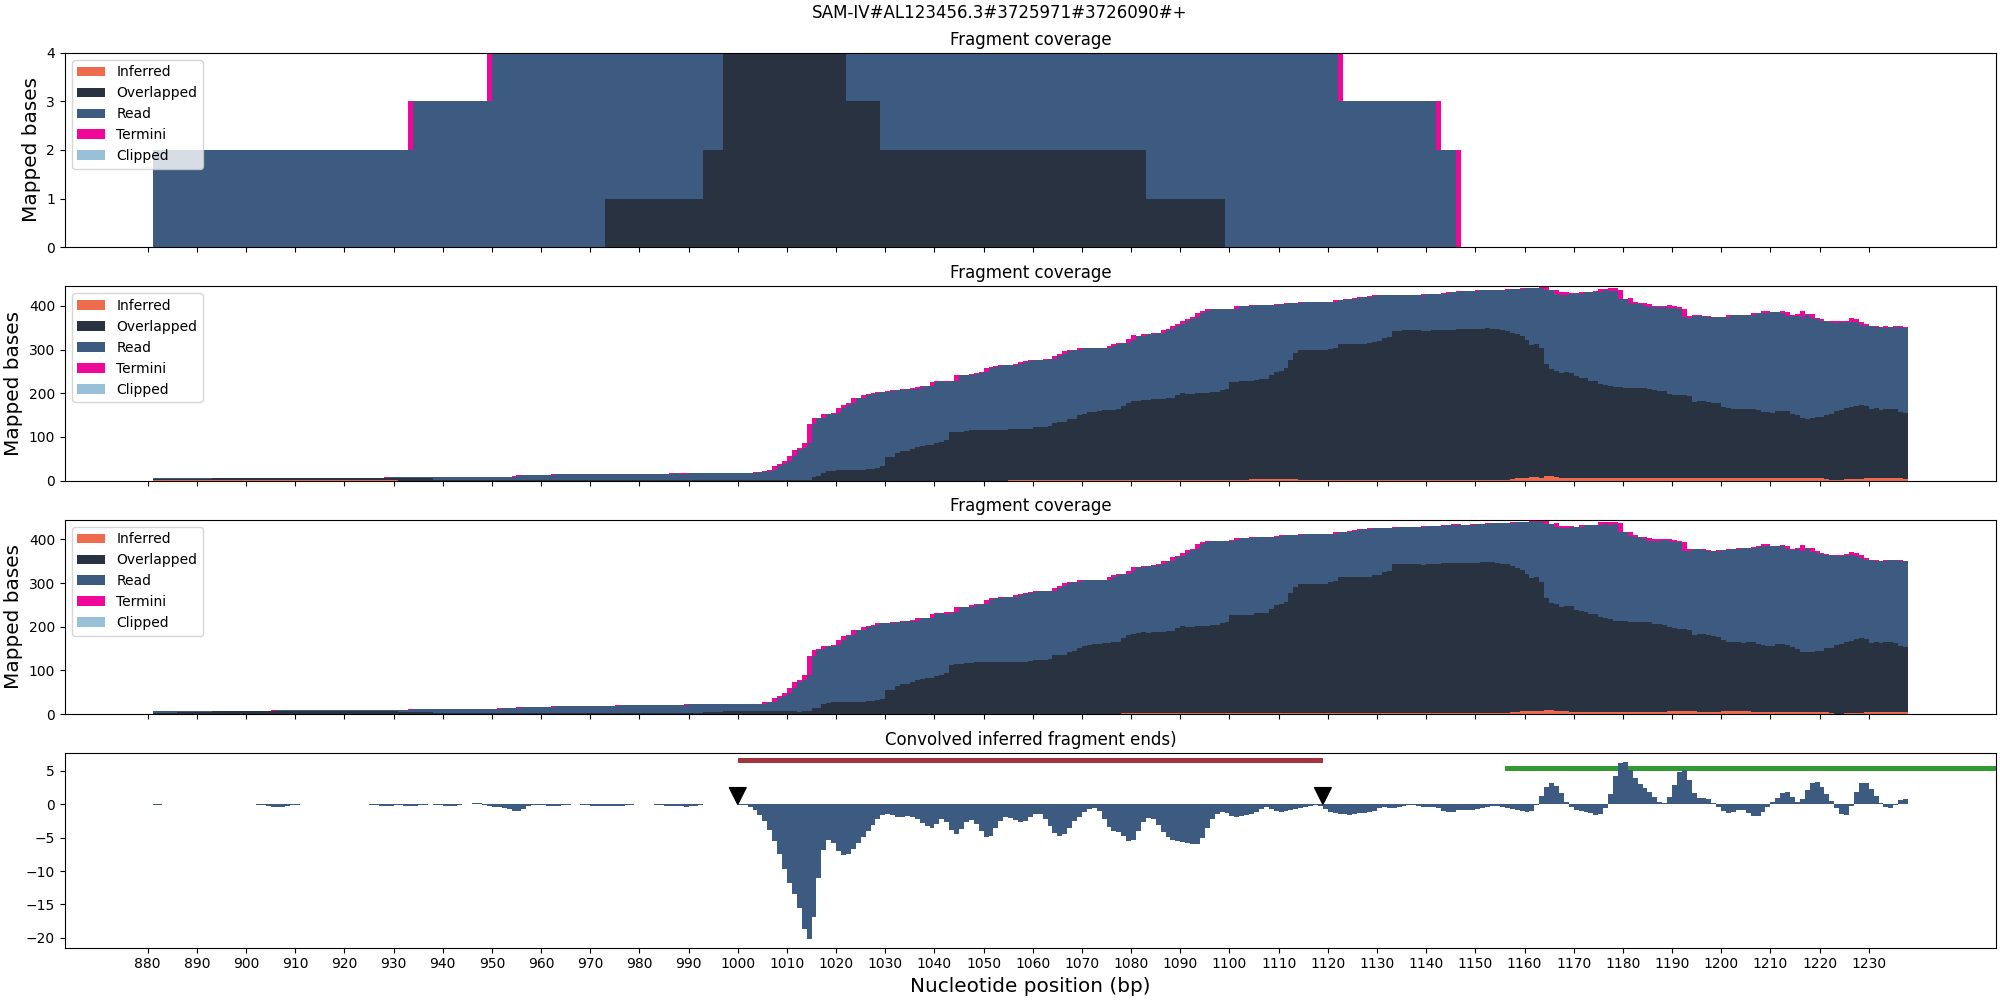 SAM-IV#AL123456.3#3725971#3726090#+
Fragment coverage
Mapped bases
4
3
2
1
0
Inferred
Overlapped
Read
Termini
Clipped
Fragment coverage
Mapped bases
400
300
200
100
0
Inferred
Overlapped
Read
Termini
Clipped
Fragment coverage
Mapped bases
400
300
200
100
0
Inferred
Overlapped
Read
Termini
Clipped
Convolved inferred fragment ends)
5
0
−5
−10
−15
−20
880 890 900 910 920 930 940 950 960 970 980 990 1000 1010 1020 1030 1040 1050 1060 1070 1080 1090 1100 1110 1120 1130 1140 1150 1160 1170 1180 1190 1200 1210 1220 1230
Nucleotide position (bp)